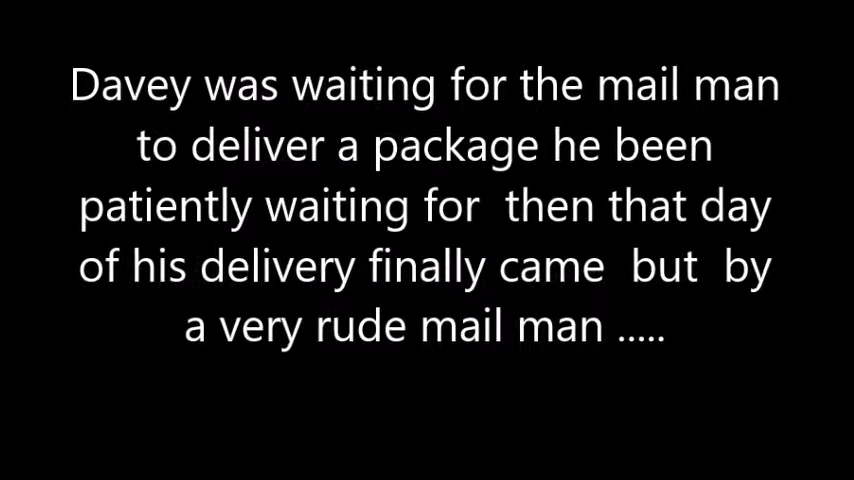 Davey was waiting for the mail man
to deliver a package he been
patiently waiting for  then that day
of his delivery finally came  but  by
a very rude mail man .....